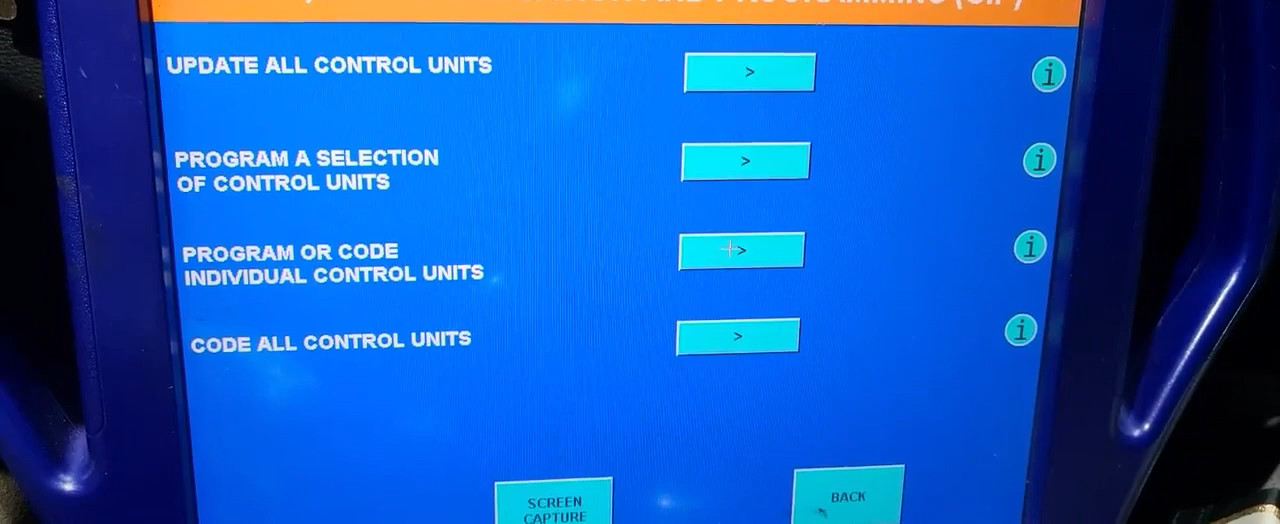 UPDATE ALL CONTROL UNITS
>
i
PROGRAM A SELECTION
OF CONTROL UNITS
>
i
PROGRAM OR CODE
INDIVIDUAL CONTROL UNITS
>
i
CODE ALL CONTROL UNITS
>
i
SCREEN
CAPTURE
BACK